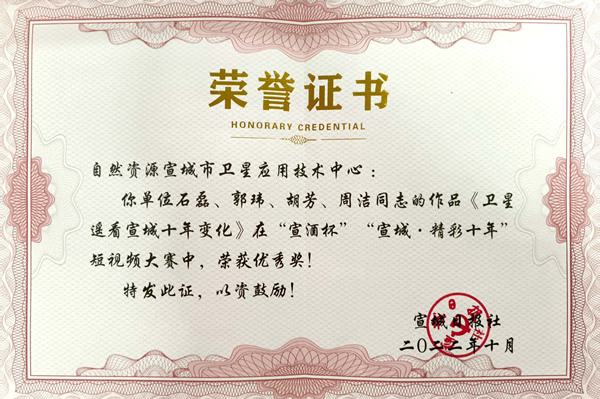 荣誉证书
HONORARY CREDENTIAL
自然资源宣城市卫星应用技术中心：
你单位石磊、郭玮、胡芳、周洁同志的作品《卫星
遥看宣城十年变化》在“宣酒杯”“宣城·精彩十年”
短视频大赛中，荣获优秀奖！
特发此证，以资鼓励！
宣城日报社
二〇二二年十月